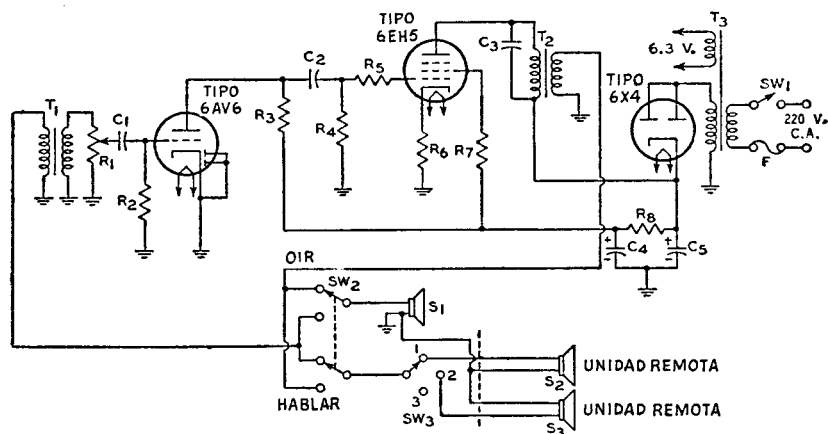 TIPO
6EH5
T3
6.3 V.
C3
T2
C2
R5
TIPO
6AV6
TIPO
6X4
SW1
T1
C1
R3
R4
220 V.
C.A.
R1
F
R2
R6
R7
R8
+
C4
-
+
C5
-
OIR
SW2
S1
1
2
S2
UNIDAD REMOTA
HABLAR
3
SW3
S3
UNIDAD REMOTA